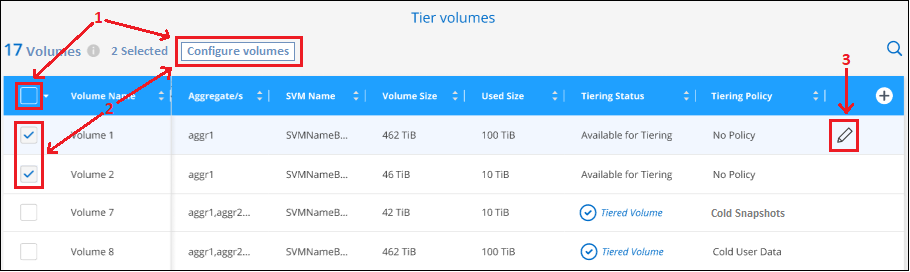 Tier volumes
1
17 Volumes i 2 Selected Configure volumes
3
Volume Name Aggregate/s SVM Name Volume Size Used Size Tiering Status Tiering Policy
2
Volume 1 aggr1 SVMNameB... 462 TiB 100 TiB Available for Tiering No Policy
Volume 2 aggr1 SVMNameB... 46 TiB 10 TiB Available for Tiering No Policy
Volume 7 aggr1,aggr2... SVMNameB... 42 TiB 10 TiB Tiered Volume Cold Snapshots
Volume 8 aggr1,aggr2... SVMNameB... 462 TiB 100 TiB Tiered Volume Cold User Data